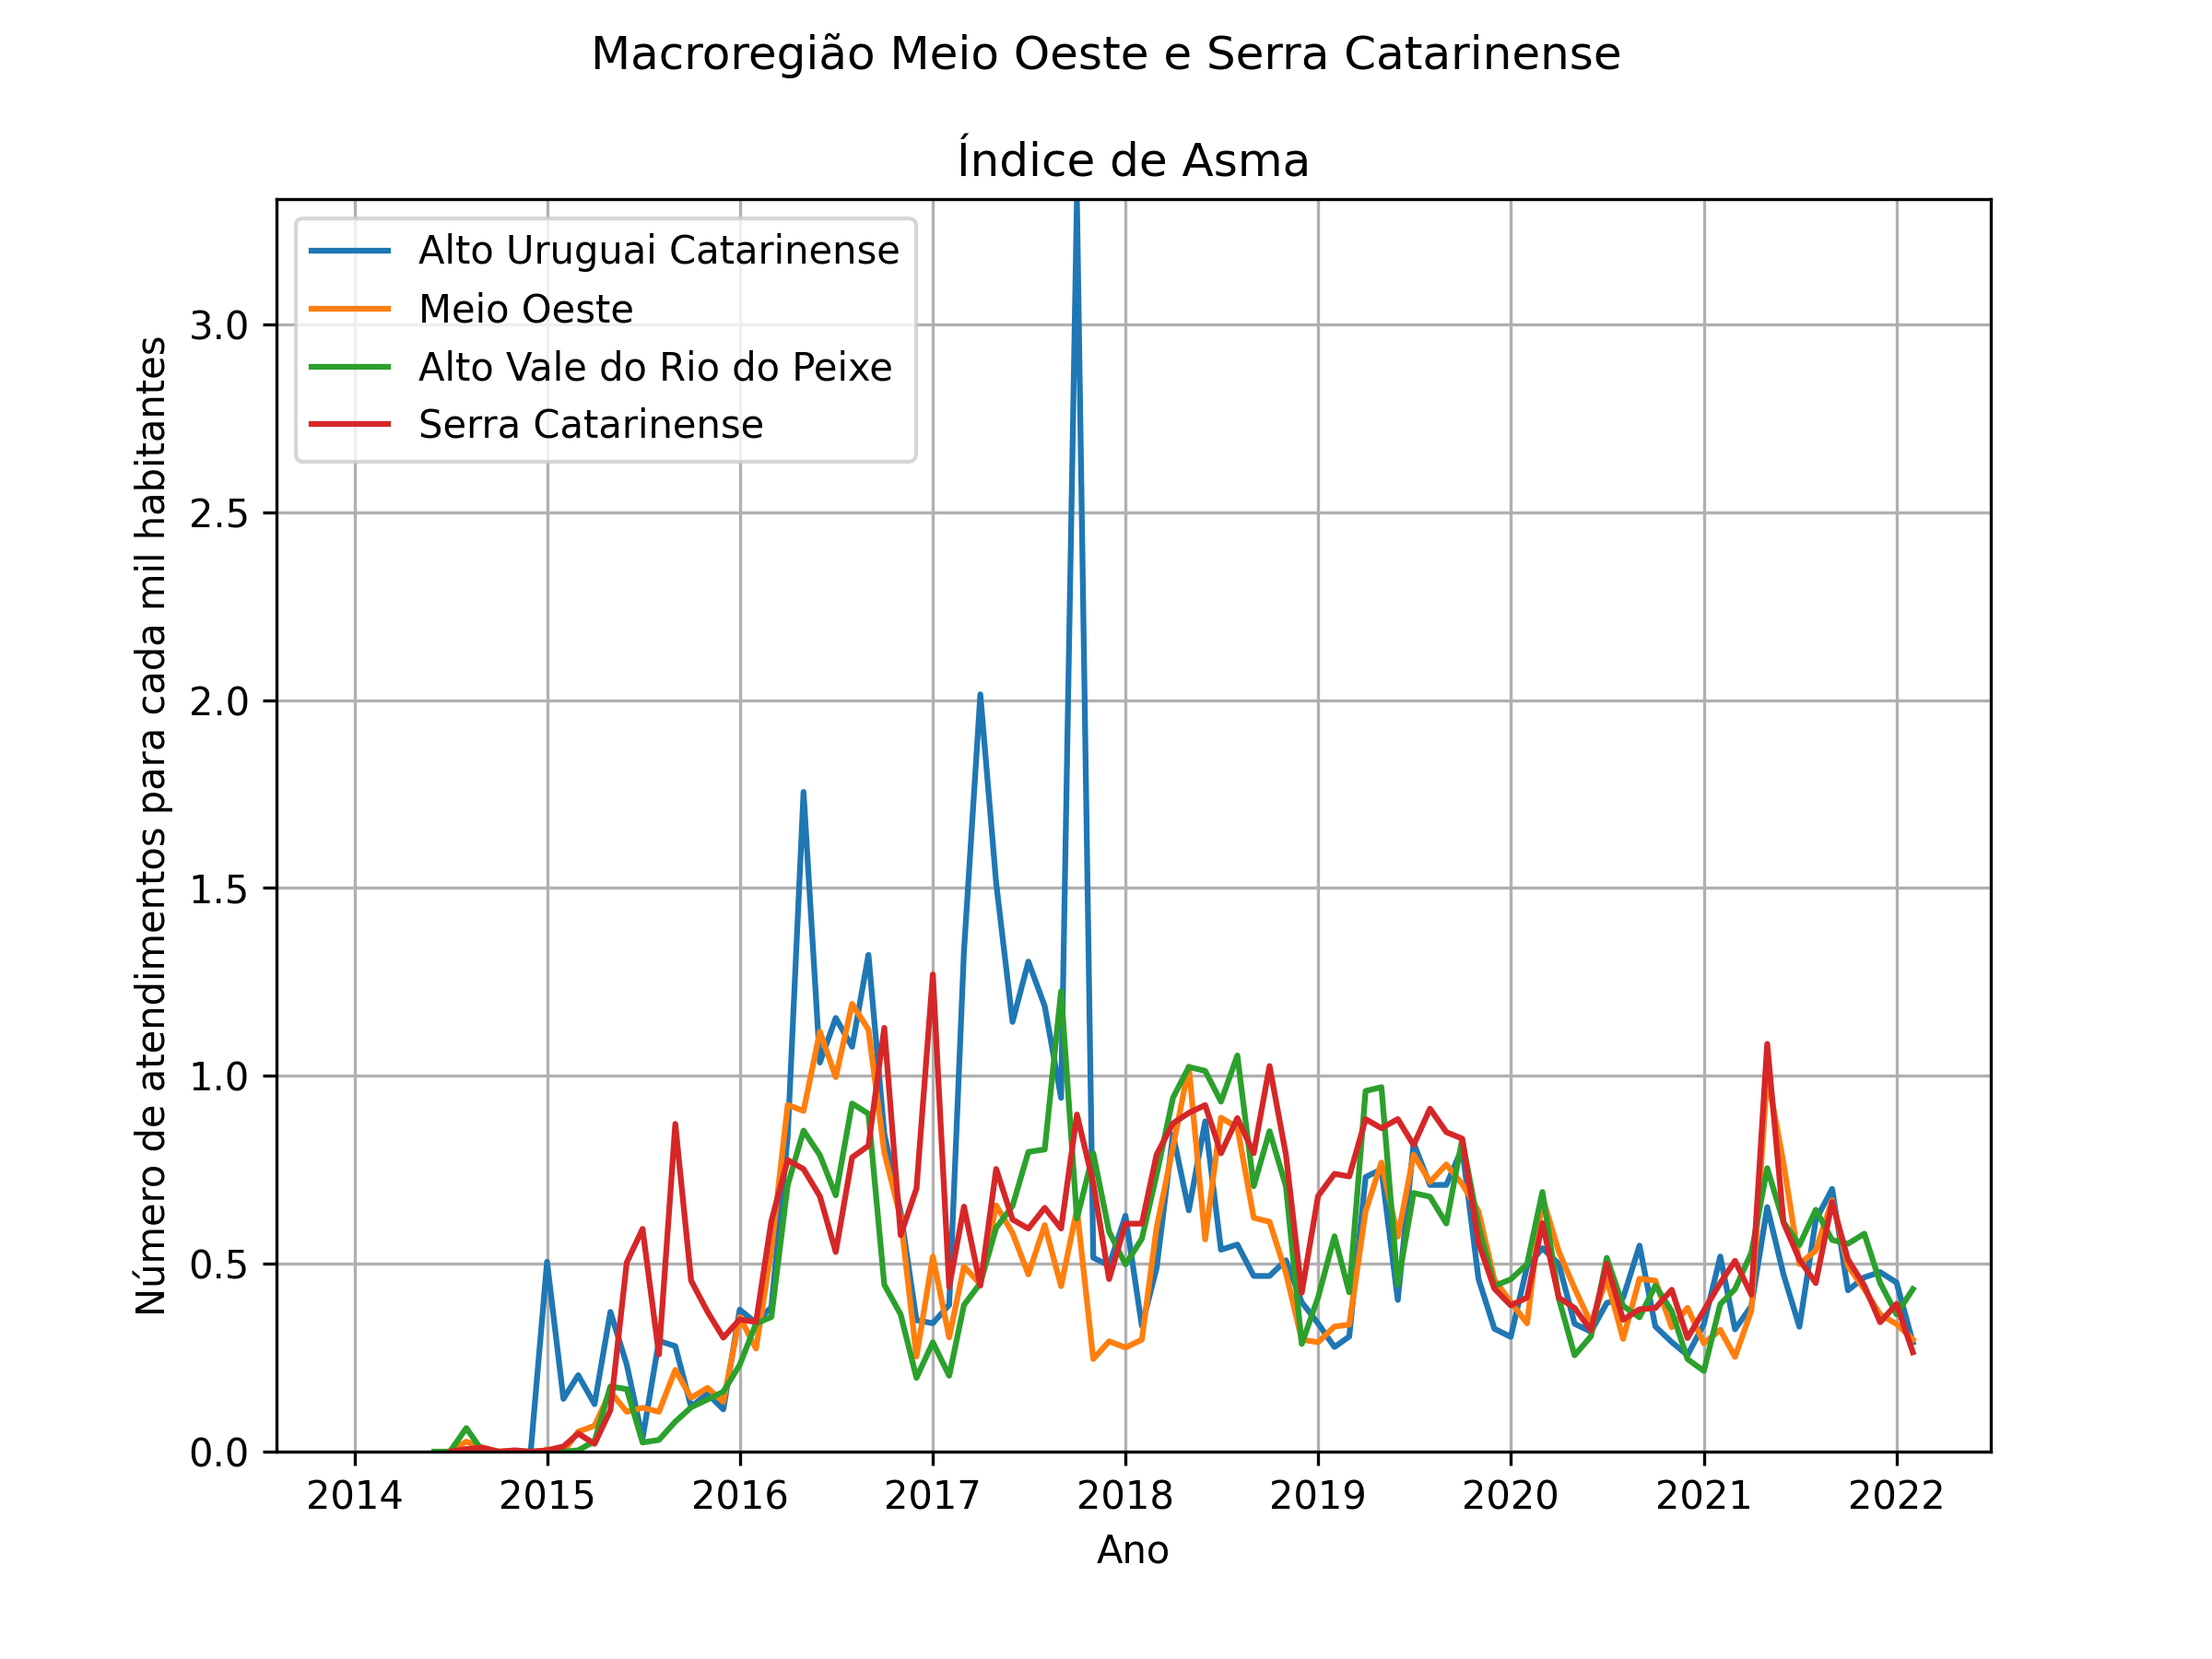 Macroregião Meio Oeste e Serra Catarinense
Índice de Asma
Alto Uruguai Catarinense
Meio Oeste
Alto Vale do Rio do Peixe
Serra Catarinense
Número de atendimentos para cada mil habitantes
3.0
2.5
2.0
1.5
1.0
0.5
0.0
2014 2015 2016 2017 2018 2019 2020 2021 2022
Ano